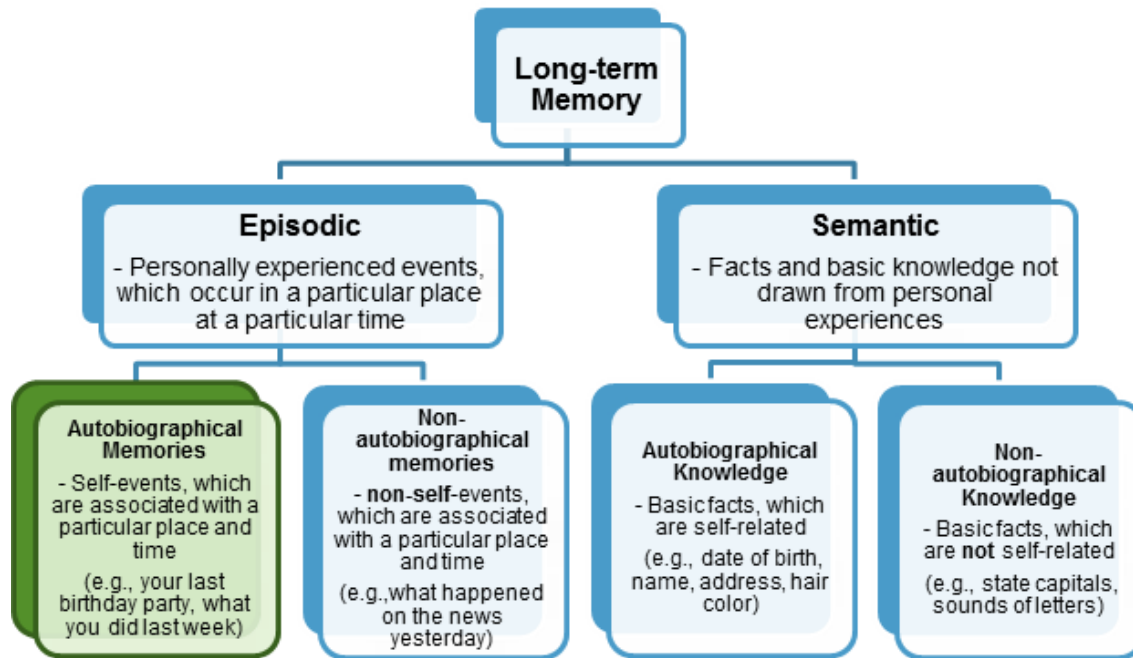 Long-term
Memory
Episodic
- Personally experienced events,
which occur in a particular place
at a particular time
Semantic
- Facts and basic knowledge not
drawn from personal
experiences
Autobiographical
Memories
- Self-events, which
are associated with a
particular place and
time
(e.g., your last
birthday party, what
you did last week)
Non-
autobiographical
memories
- non-self-events,
which are associated
with a particular place
and time
(e.g.,what happened
on the news
yesterday)
Autobiographical
Knowledge
- Basic facts, which
are self-related
(e.g., date of birth,
name, address, hair
color)
Non-
autobiographical
Knowledge
- Basic facts, which
are not self-related
(e.g., state capitals,
sounds of letters)